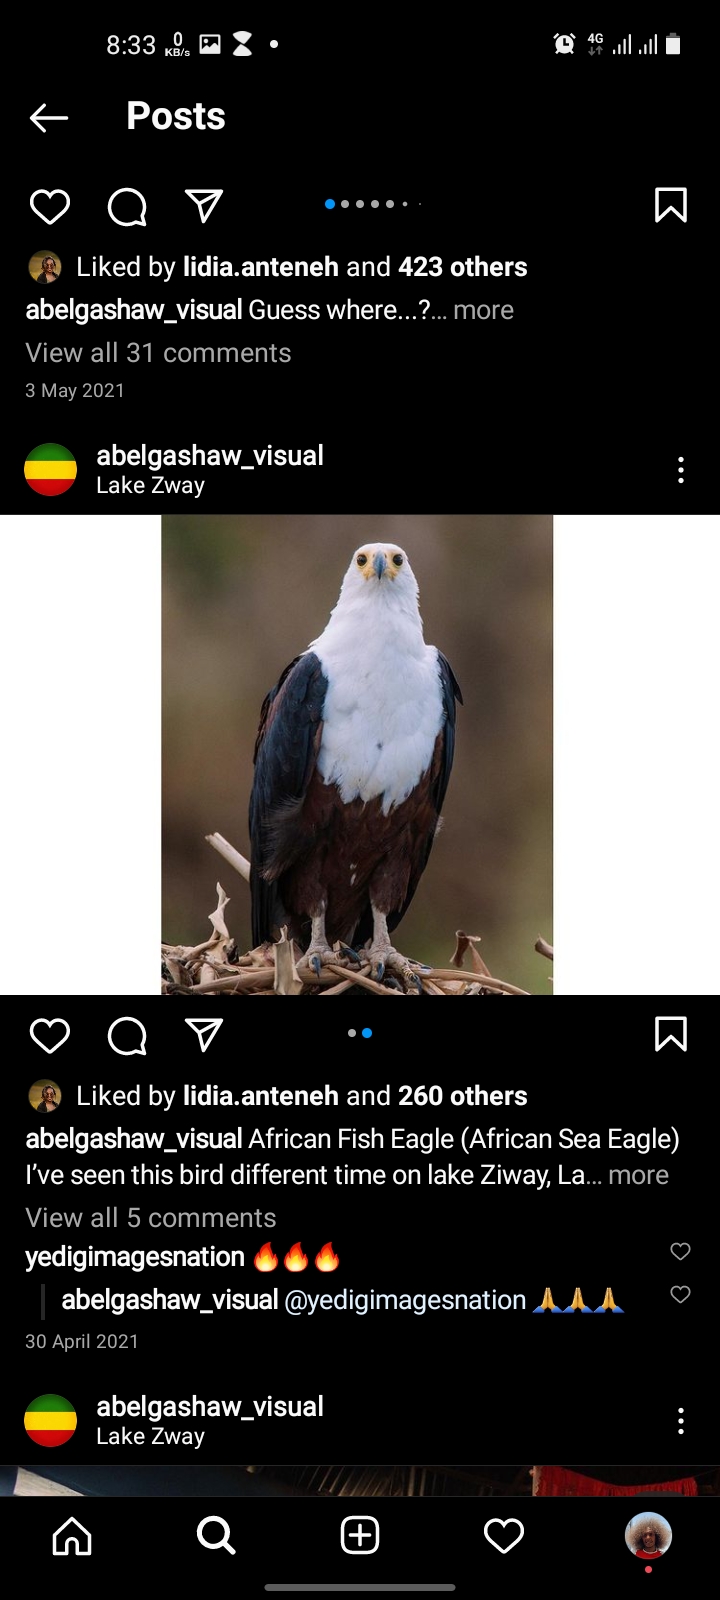 8:33 0 KB/s 4G
Posts
Liked by lidia.anteneh and 423 others
abelgashaw_visual Guess where...?... more
View all 31 comments
3 May 2021
abelgashaw_visual
Lake Zway
Liked by lidia.anteneh and 260 others
abelgashaw_visual African Fish Eagle (African Sea Eagle)
I've seen this bird different time on lake Ziway, La... more
View all 5 comments
yedigimagesnation 🔥🔥🔥
abelgashaw_visual @yedigimagesnation 🙏🙏🙏
30 April 2021
abelgashaw_visual
Lake Zway